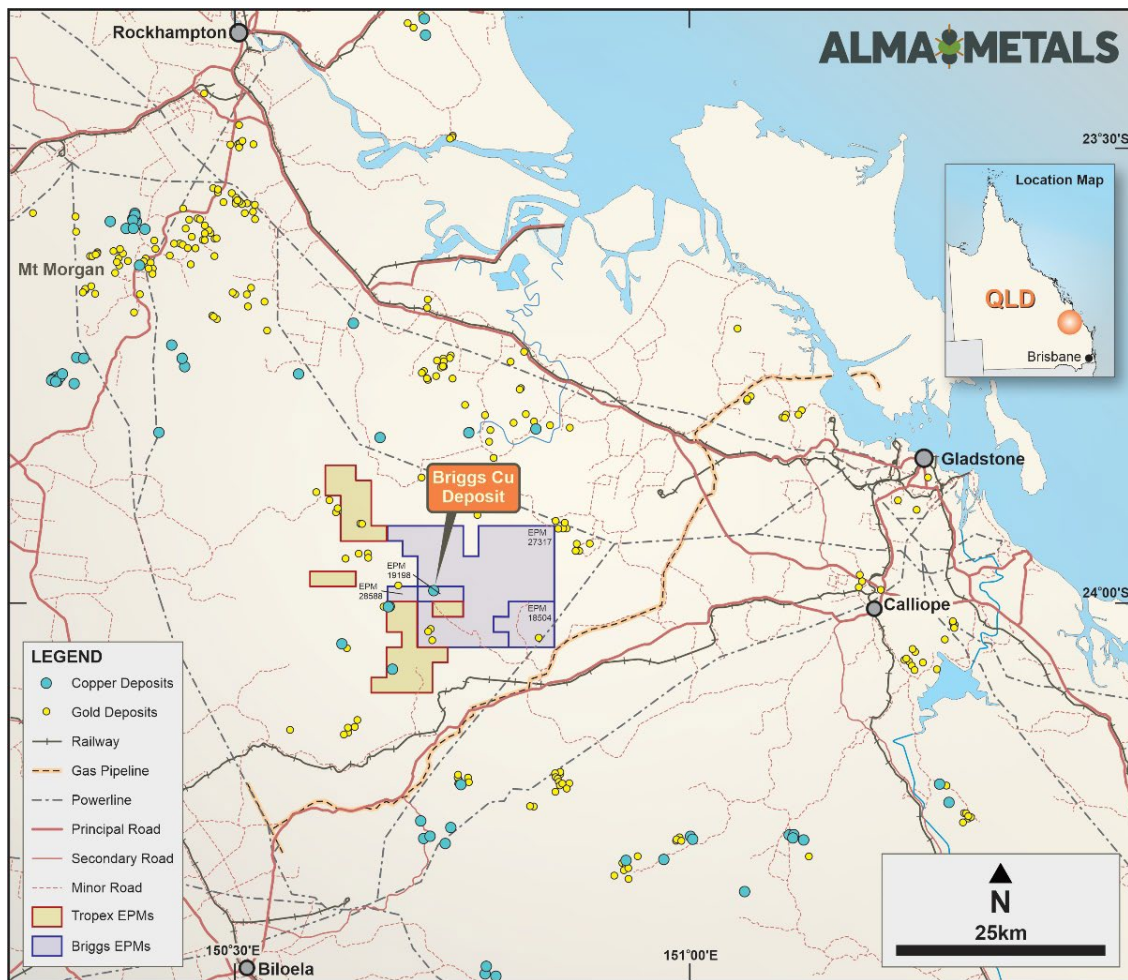 Rockhampton
ALMA METALS
23°30'S
Location Map
QLD
Brisbane
Mt Morgan
Gladstone
Briggs Cu
Deposit
EPM
27317
EPM
19198
EPM
28588
EPM
18504
24°00'S
Calliope
LEGEND
Copper Deposits
Gold Deposits
Railway
Gas Pipeline
Powerline
Principal Road
Secondary Road
Minor Road
Tropex EPMs
Briggs EPMs
N
25km
150°30'E
151°00'E
Biloela